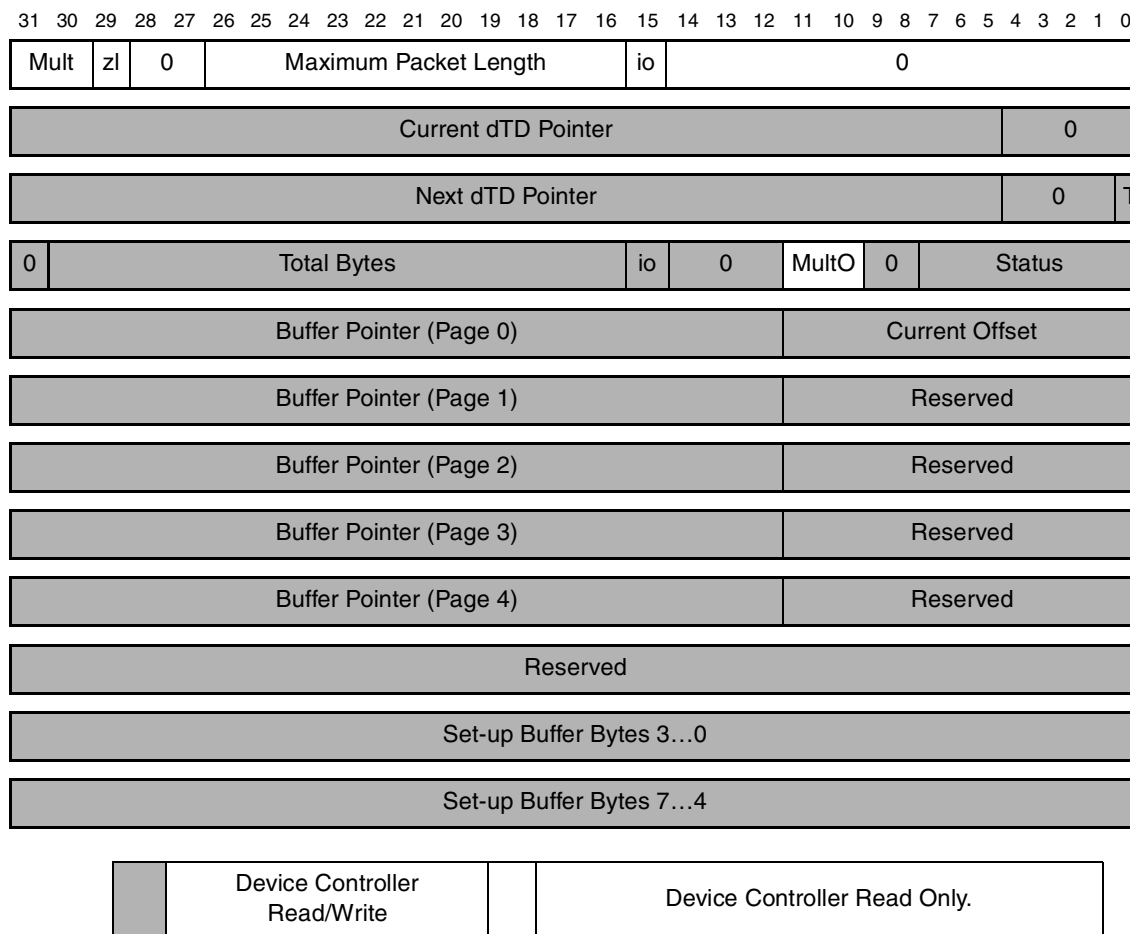 31 30 29 28 27 26 25 24 23 22 21 20 19 18 17 16 15 14 13 12 11 10 9 8 7 6 5 4 3 2 1 0
Mult zl 0 Maximum Packet Length io 0
Current dTD Pointer 0
Next dTD Pointer 0 T
0 Total Bytes io 0 MultO 0 Status
Buffer Pointer (Page 0) Current Offset
Buffer Pointer (Page 1) Reserved
Buffer Pointer (Page 2) Reserved
Buffer Pointer (Page 3) Reserved
Buffer Pointer (Page 4) Reserved
Reserved
Set-up Buffer Bytes 3…0
Set-up Buffer Bytes 7…4
Device Controller
Read/Write
Device Controller Read Only.